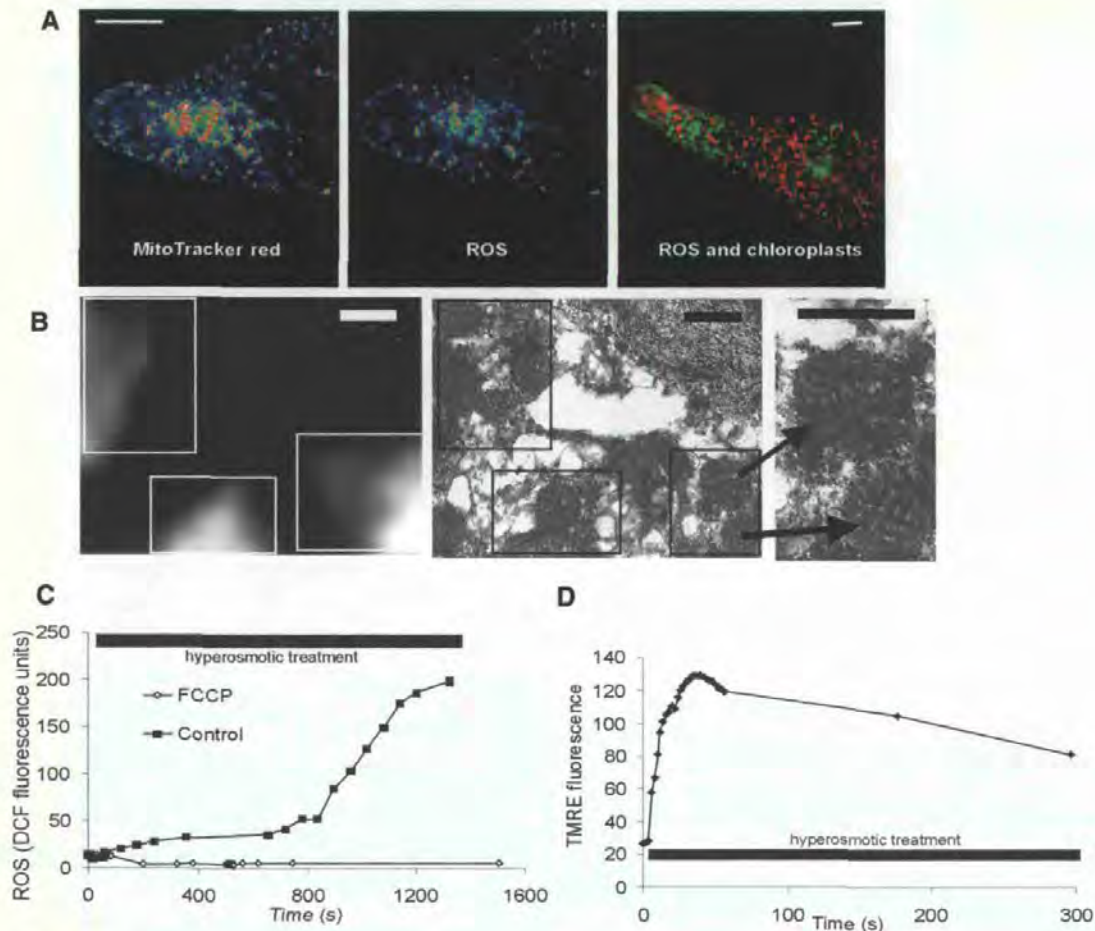 A
MitoTracker red
ROS
ROS and chloroplasts
B
C
ROS (DCF fluorescence units)
250
200
150
100
50
0
hyperosmotic treatment
FCCP
Control
0 400 800 1200 1600
Time (s)
D
TMRE fluorescence
140
120
100
80
60
40
20
0
hyperosmotic treatment
0 100 200 300
Time (s)